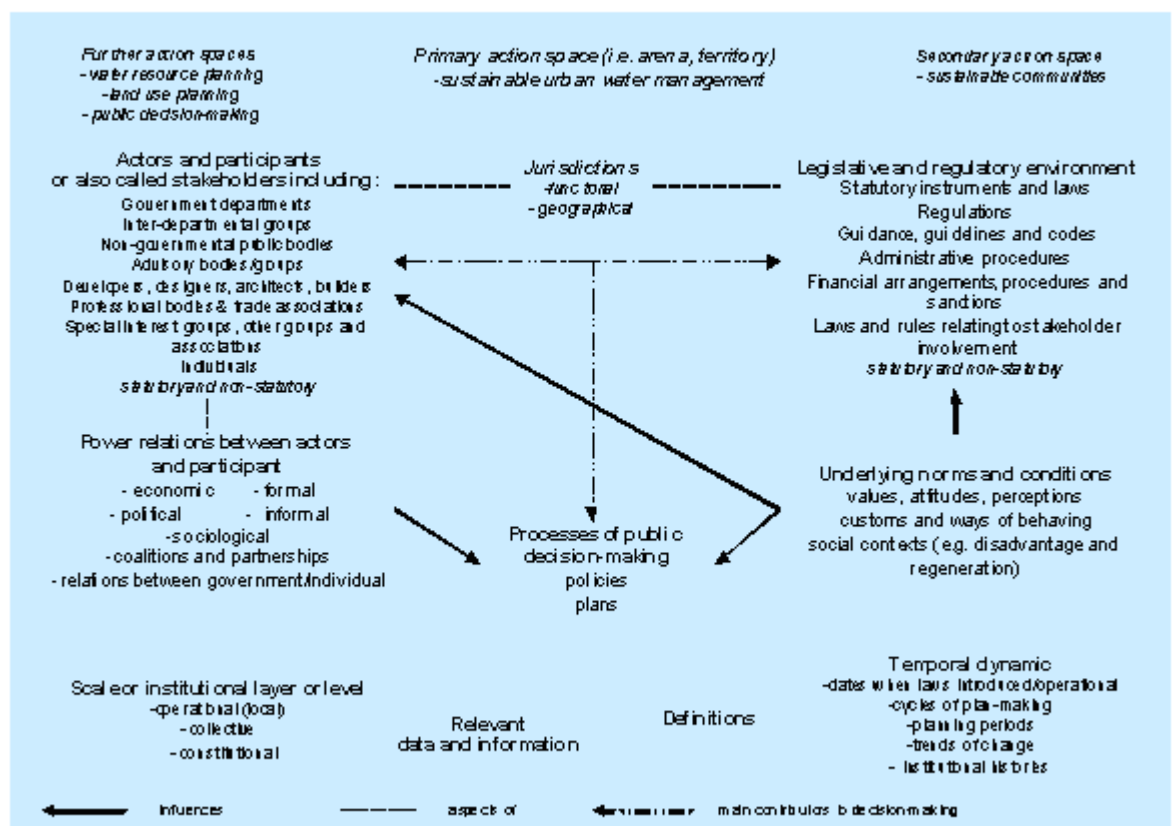 Further action spaces
- water resource planning
- land use planning
- public decision-making
Primary action space (i.e. arena, territory)
- sustainable urban water management
Secondary action space
- sustainable communities
Actors and participants
or also called stakeholders including :
Government departments
Inter-departmental groups
Non-governmental public bodies
Advisory bodies/groups
Developers, designers, architects, builders
Professional bodies & trade associations
Special interest groups, other groups and
associations
Individuals
statutory and non-statutory
Jurisdictions
-functional
- geographical
Legislative and regulatory environment
Statutory instruments and laws
Regulations
Guidance, guidelines and codes
Administrative procedures
Financial arrangements, procedures and
sanctions
Laws and rules relating to stakeholder
involvement
statutory and non-statutory
Power relations between actors
and participant
- economic - formal
- political - informal
-sociological
- coalitions and partnerships
- relations between government/individual
Processes of public
decision-making
policies
plans
Underlying norms and conditions
values, attitudes, perceptions
customs and ways of behaving
social contexts (e.g. disadvantage and
regeneration)
Scale or institutional layer or level
-operational (local)
- collective
- constitutional
Relevant
data and information
Definitions
Temporal dynamic
-dates when laws introduced/operational
-cycles of plan-making
-planning periods
-trends of change
- institutional histories
influences
aspects of
main contributors to decision-making